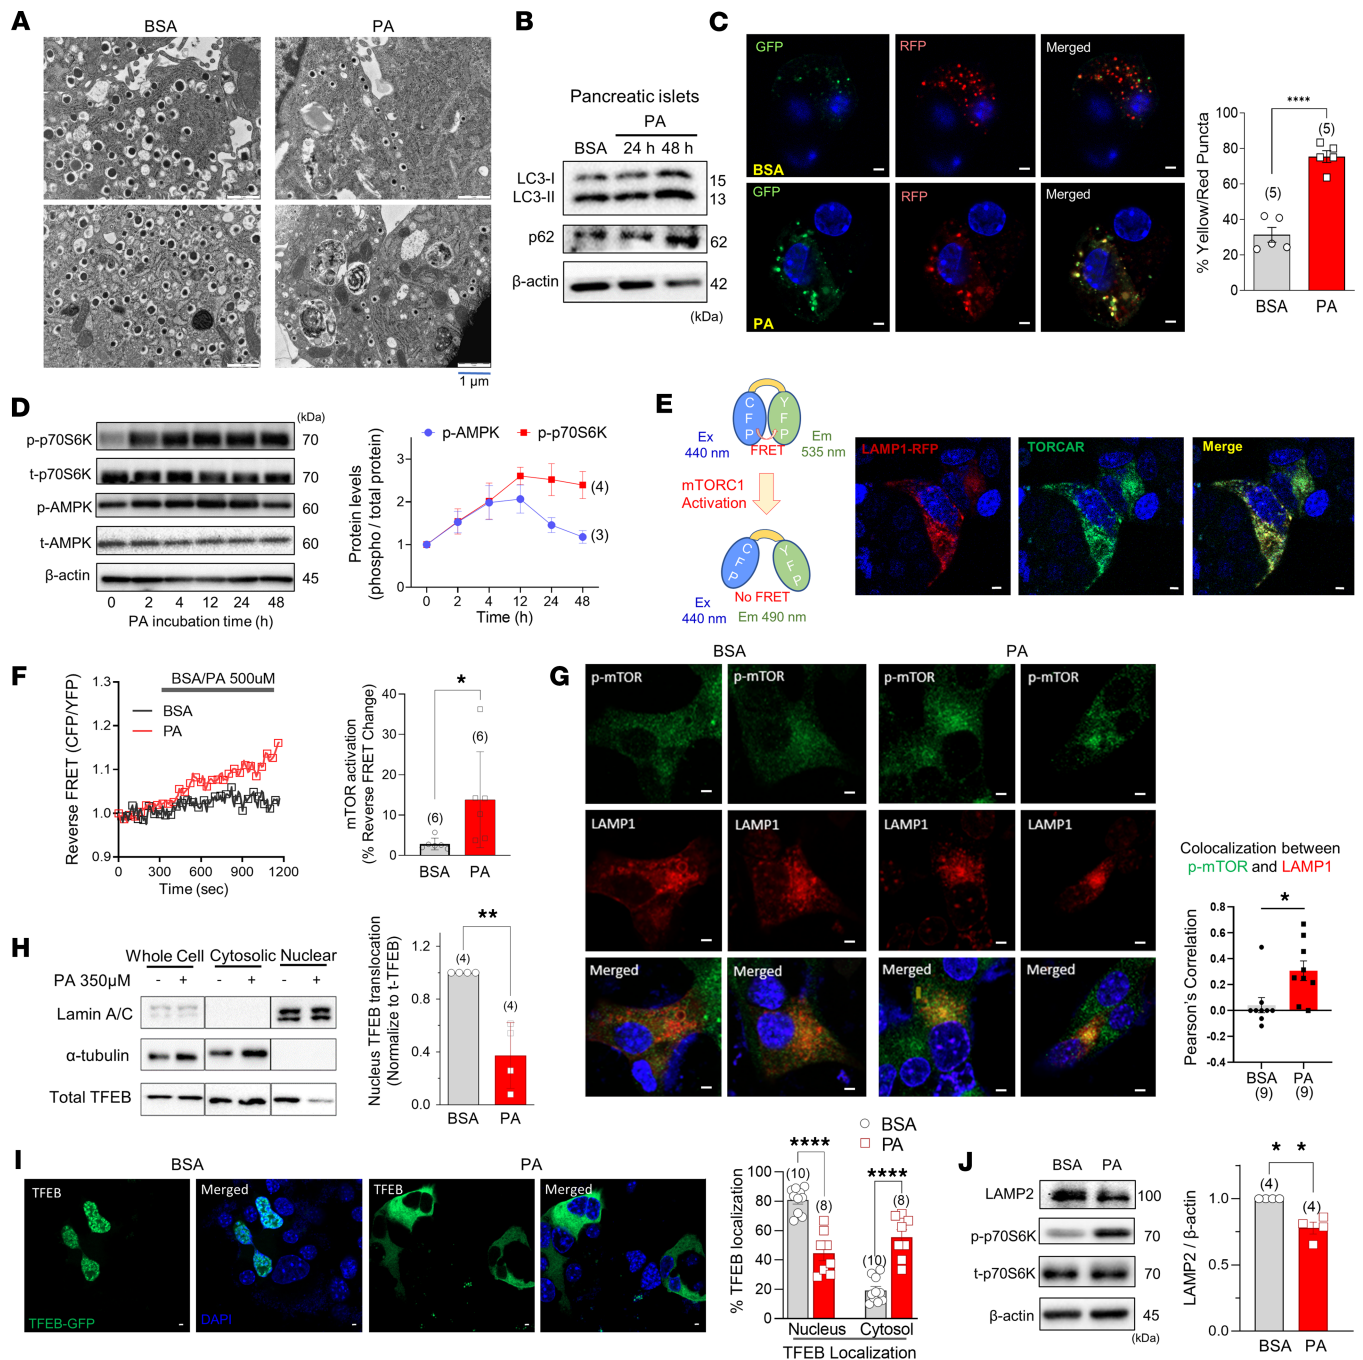 A
BSA
PA
1 µm
B
Pancreatic islets
PA
BSA 24 h 48 h
LC3-I
LC3-II
15
13
p62
62
β-actin
42
(kDa)
C
GFP
RFP
Merged
BSA
GFP
RFP
Merged
PA
% Yellow/Red Puncta
100
80
60
40
20
0
****
(5)
(5)
BSA
PA
D
(kDa)
p-p70S6K
70
t-p70S6K
70
p-AMPK
60
t-AMPK
60
β-actin
45
0 2 4 12 24 48
PA incubation time (h)
p-AMPK
p-p70S6K
Protein levels
(phospho / total protein)
3
2
1
0
(4)
(3)
0 2 4 12 24 48
Time (h)
E
CFP
YFP
Ex
440 nm
FRET
Em
535 nm
mTORC1
Activation
CFP
YFP
No FRET
Ex
440 nm
Em 490 nm
LAMP1-RFP
TORCAR
Merge
F
BSA/PA 500uM
BSA
PA
Reverse FRET (CFP/YFP)
1.3
1.2
1.1
1.0
0.9
0 300 600 900 1200
Time (sec)
mTOR activation
(% Reverse FRET Change)
40
30
20
10
0
*
(6)
(6)
BSA
PA
G
BSA
PA
p-mTOR
p-mTOR
p-mTOR
p-mTOR
LAMP1
LAMP1
LAMP1
LAMP1
Merged
Merged
Merged
Merged
Colocalization between
p-mTOR and LAMP1
Pearson's Correlation
0.8
0.6
0.4
0.2
0.0
-0.2
-0.4
*
BSA
(9)
PA
(9)
H
Whole Cell Cytosolic Nuclear
PA 350µM - + - + - +
Lamin A/C
α-tubulin
Total TFEB
Nucleus TFEB translocation
(Normalize to t-TFEB)
1.2
0.8
0.4
0.0
**
(4)
(4)
BSA
PA
I
BSA
PA
TFEB
Merged
TFEB
Merged
TFEB-GFP
DAPI
BSA
PA
% TFEB localization
100
80
60
40
20
0
****
(10)
(8)
****
(10)
(8)
Nucleus
Cytosol
TFEB Localization
J
BSA PA
LAMP2
100
p-p70S6K
70
t-p70S6K
70
β-actin
45
(kDa)
LAMP2 / β-actin
1.0
0.5
0.0
* *
(4)
(4)
BSA
PA